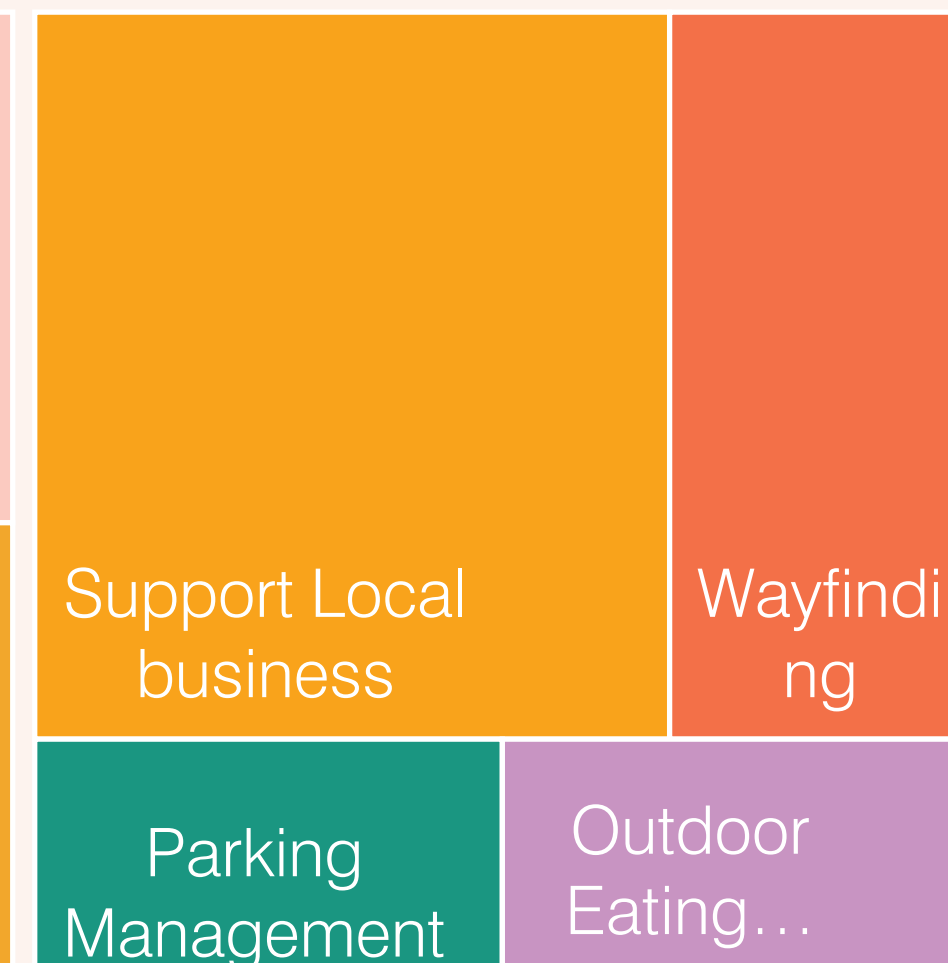 Support Local
business
Wayfindi
ng
Parking
Management
Outdoor
Eating…